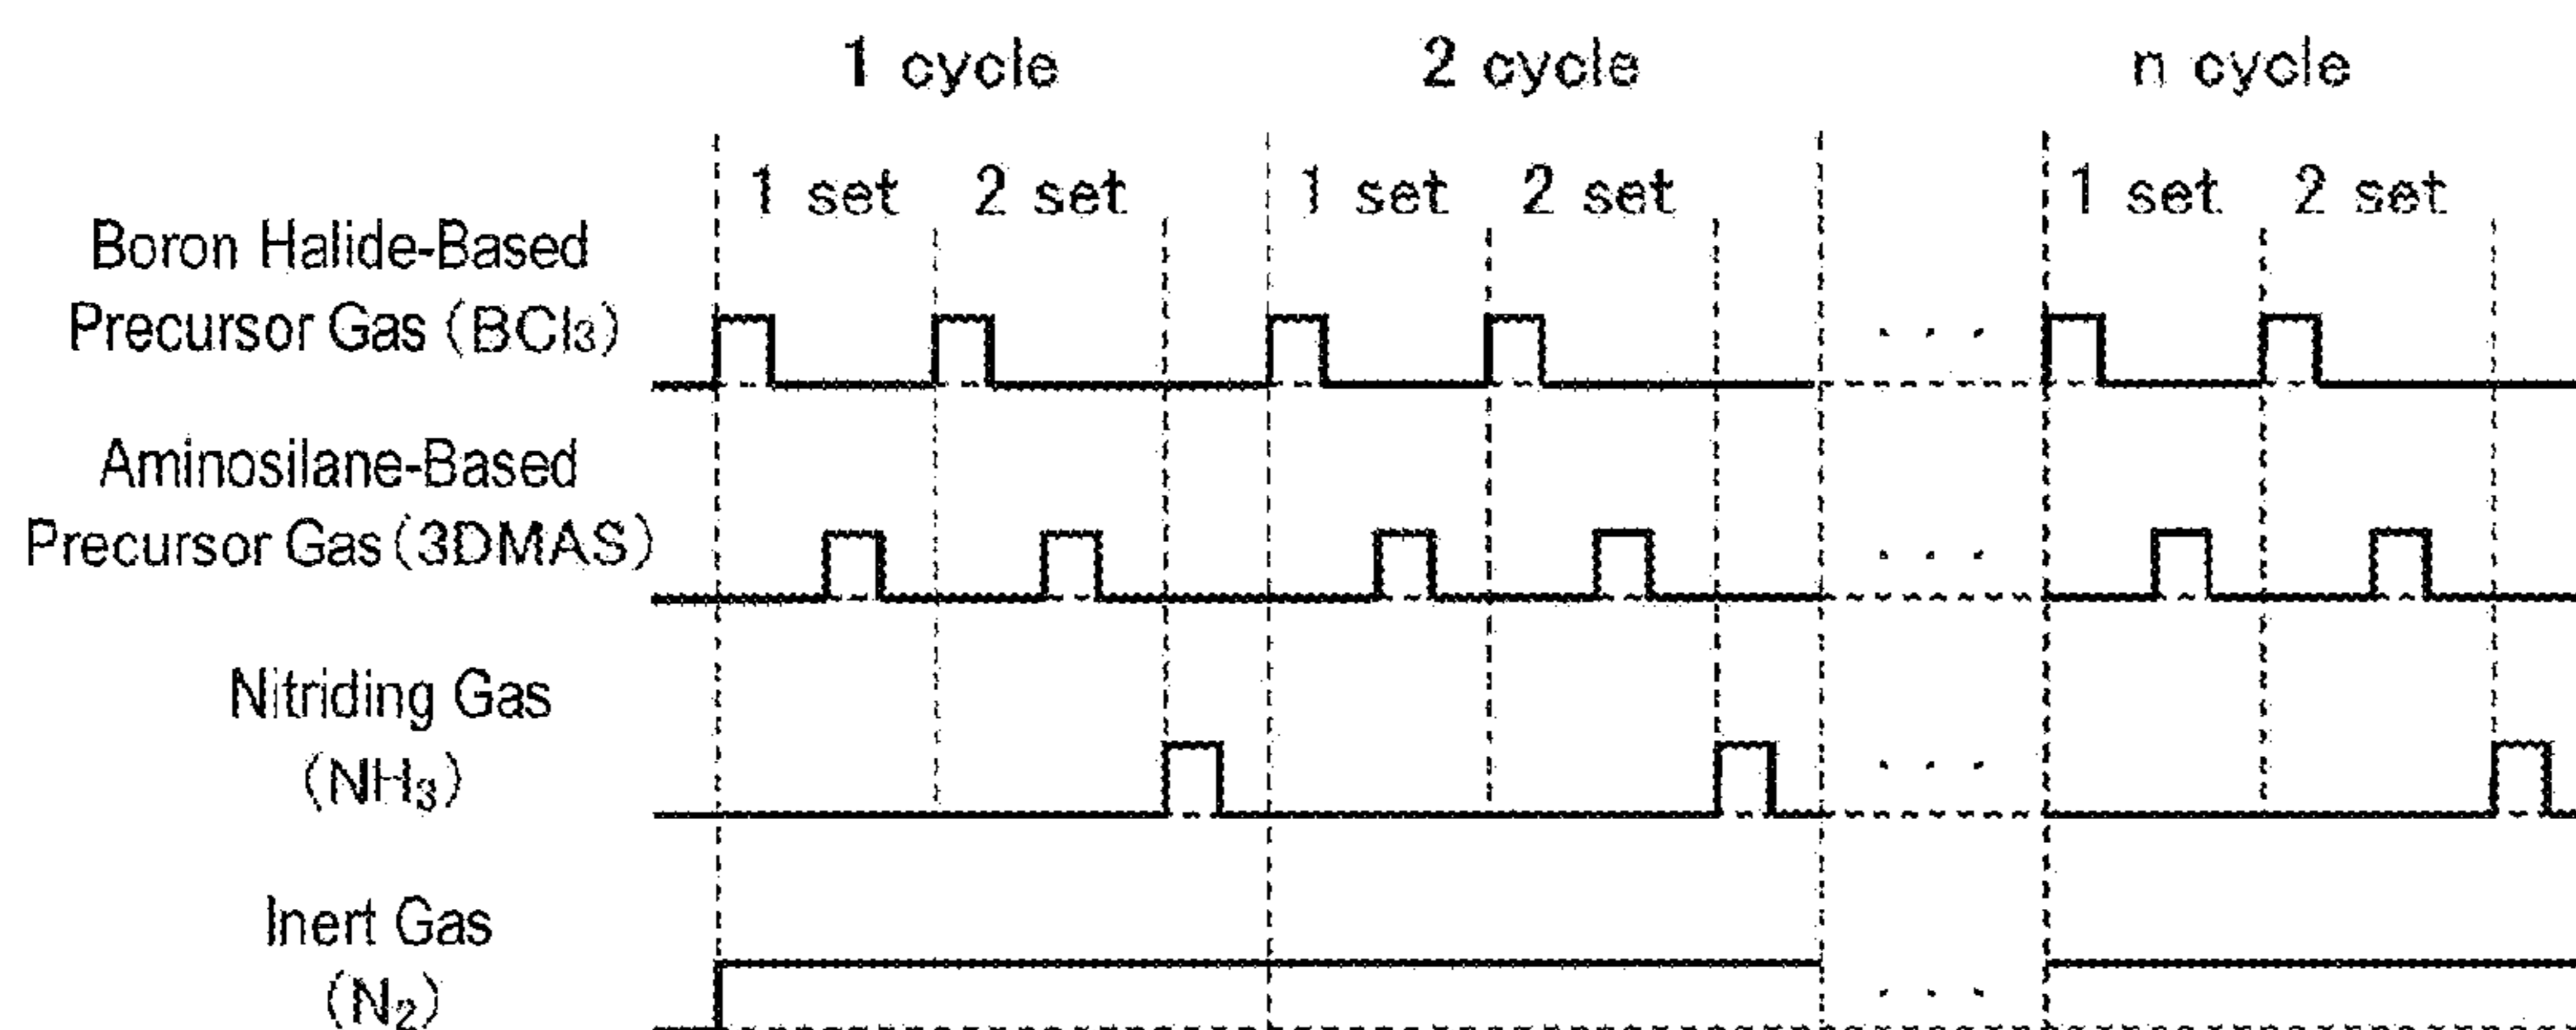 1 cycle 2 cycle n cycle
1 set 2 set 1 set 2 set 1 set 2 set
Boron Halide-Based
Precursor Gas (BCl₃)
. . .
Aminosilane-Based
Precursor Gas (3DMAS)
. . .
Nitriding Gas
(NH₃)
. . .
Inert Gas
(N₂)
. . .